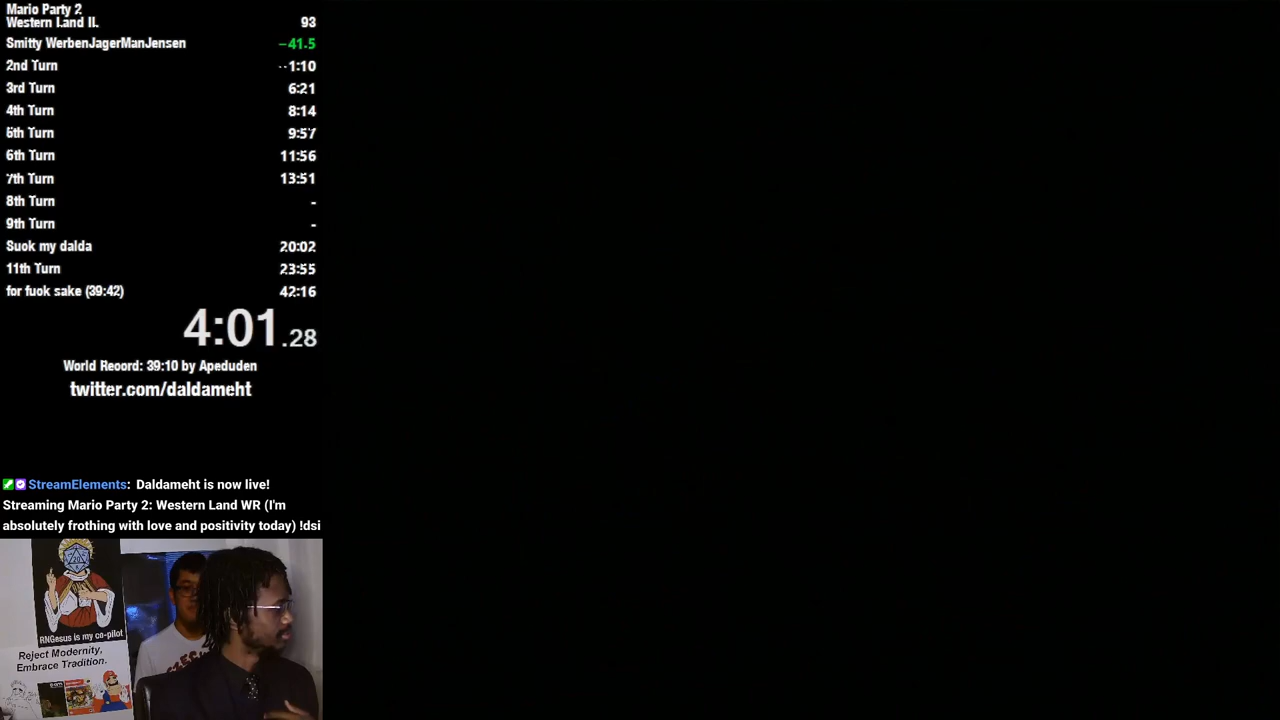 Mario Party 2
Western Land II. 93
Smitty WerbenJagerManJensen -41.5
2nd Turn -1:10
3rd Turn 6:21
4th Turn 8:14
5th Turn 9:57
6th Turn 11:56
7th Turn 13:51
8th Turn -
9th Turn -
Suok my dalda 20:02
11th Turn 23:55
for fuok sake (39:42) 42:16
4:01.28
World Reoord: 39:10 by Apeduden
twitter.com/daldameht
StreamElements: Daldameht is now live!
Streaming Mario Party 2: Western Land WR (I'm
absolutely frothing with love and positivity today) !dsi
20
RNGesus is my co-pilot
Reject Modernity,
Embrace Tradition.